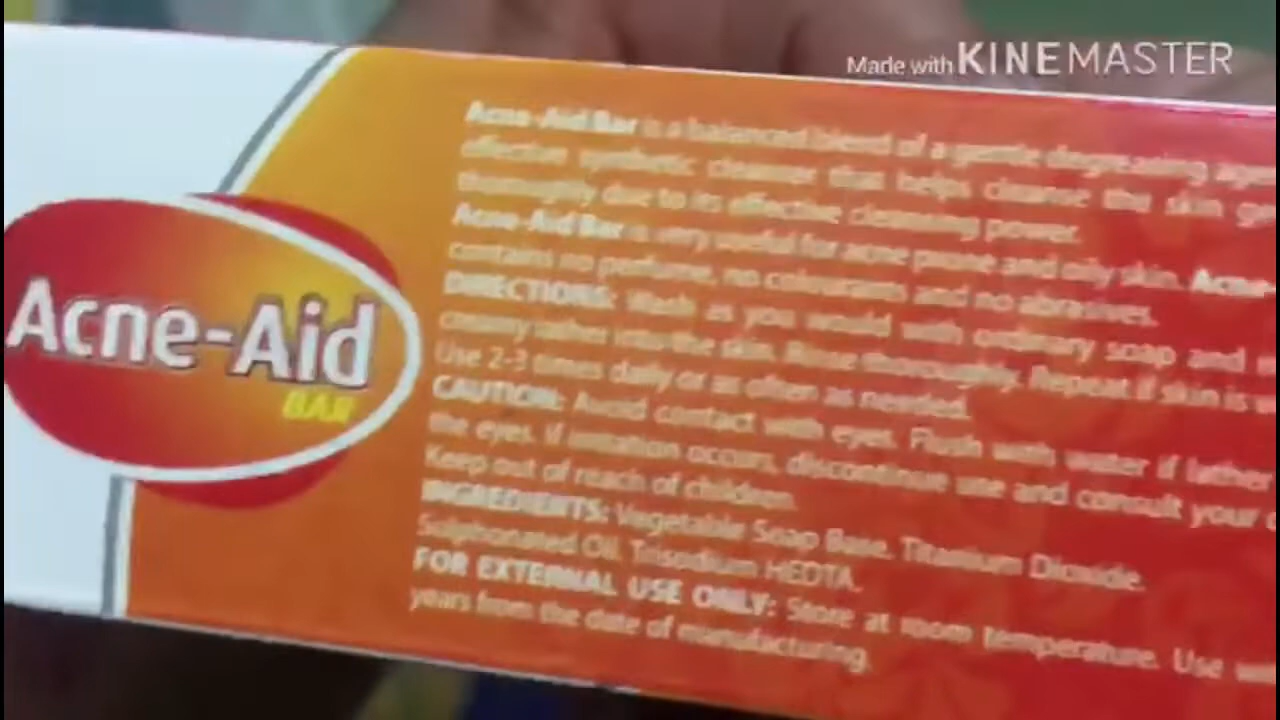 Made with KINEMASTER
Acne-Aid
BAR
Acne-Aid Bar is a balanced blend of a gentle degreasing
effective synthetic cleanser that helps cleanse the skin
thoroughly due to its effective cleansing power.
Acne-Aid Bar is very useful for acne prone and oily skin. Acne-
contains no perfume, no colourants and no abrasives.
DIRECTIONS: Wash as you would with ordinary soap and
creamy lather into the skin. Rinse thoroughly. Repeat if skin is
Use 2-3 times daily or as often as needed.
CAUTION: Avoid contact with eyes. Flush with water if lather
the eyes. If irritation occurs, discontinue use and consult your
Keep out of reach of children.
INGREDIENTS: Vegetable Soap Base, Titanium Dioxide,
Sulphonated Oil, Trisodium HEDTA.
FOR EXTERNAL USE ONLY: Store at room temperature. Use
years from the date of manufacturing.